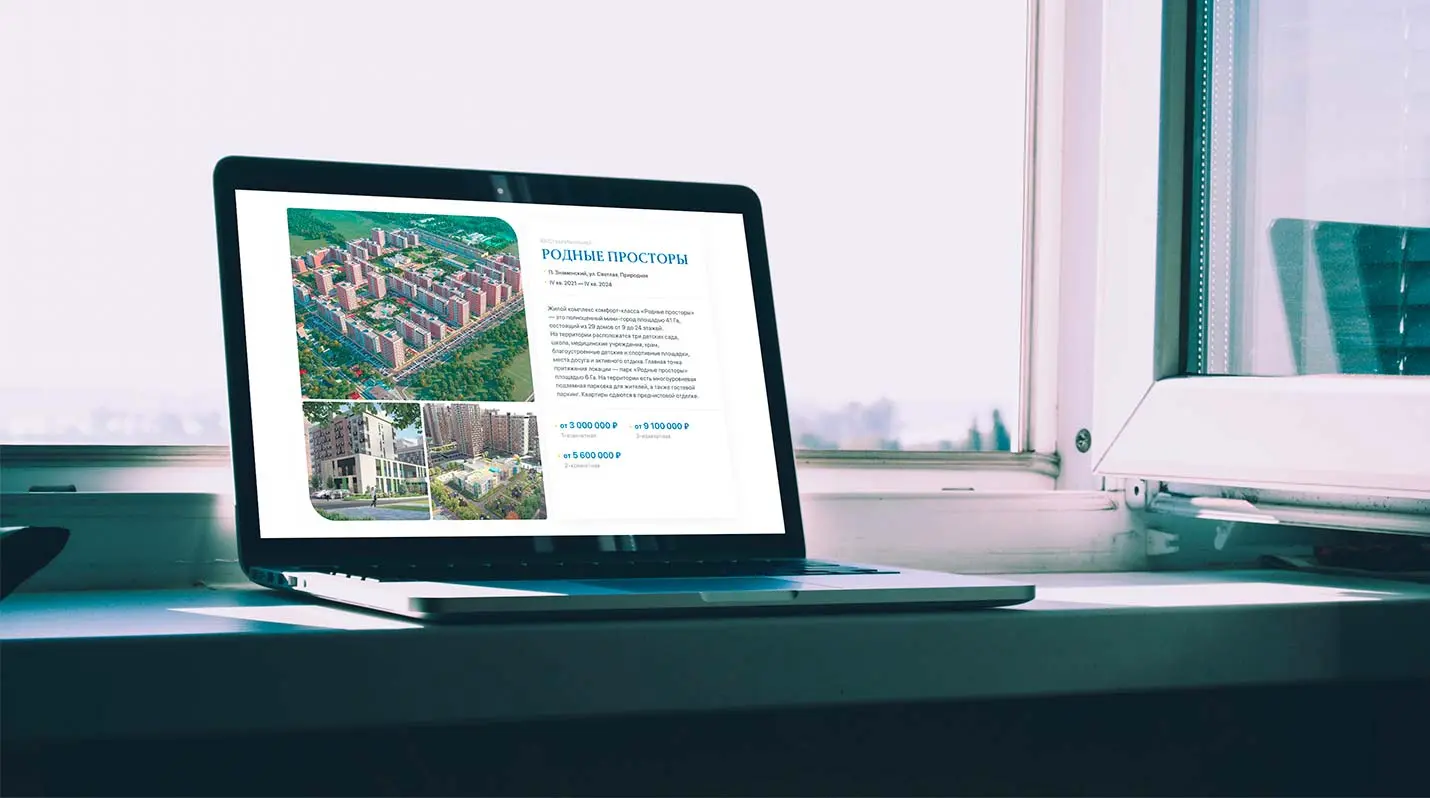 РОДНЫЕ ПРОСТОРЫ
П. Знаменский, ул. Светлая, Природная
IV кв. 2021 — IV кв. 2024
Жилой комплекс комфорт-класса «Родные просторы»
— это полноценный мини-город площадью 41 Га,
состоящий из 29 домов от 9 до 24 этажей.
На территории расположатся три детских сада,
школа, медицинские учреждения, храм,
благоустроенные детские и спортивные площадки,
места досуга и активного отдыха. Главная точка
притяжения локации — парк «Родные просторы»
площадью 6 Га. На территории есть многоуровневая
подземная парковка для жителей, а также гостевой
паркинг. Квартиры сдаются в предчистовой отделке.
от 3 000 000 ₽ от 9 100 000 ₽
1-комнатная 3-комнатная
от 5 600 000 ₽
2-комнатная